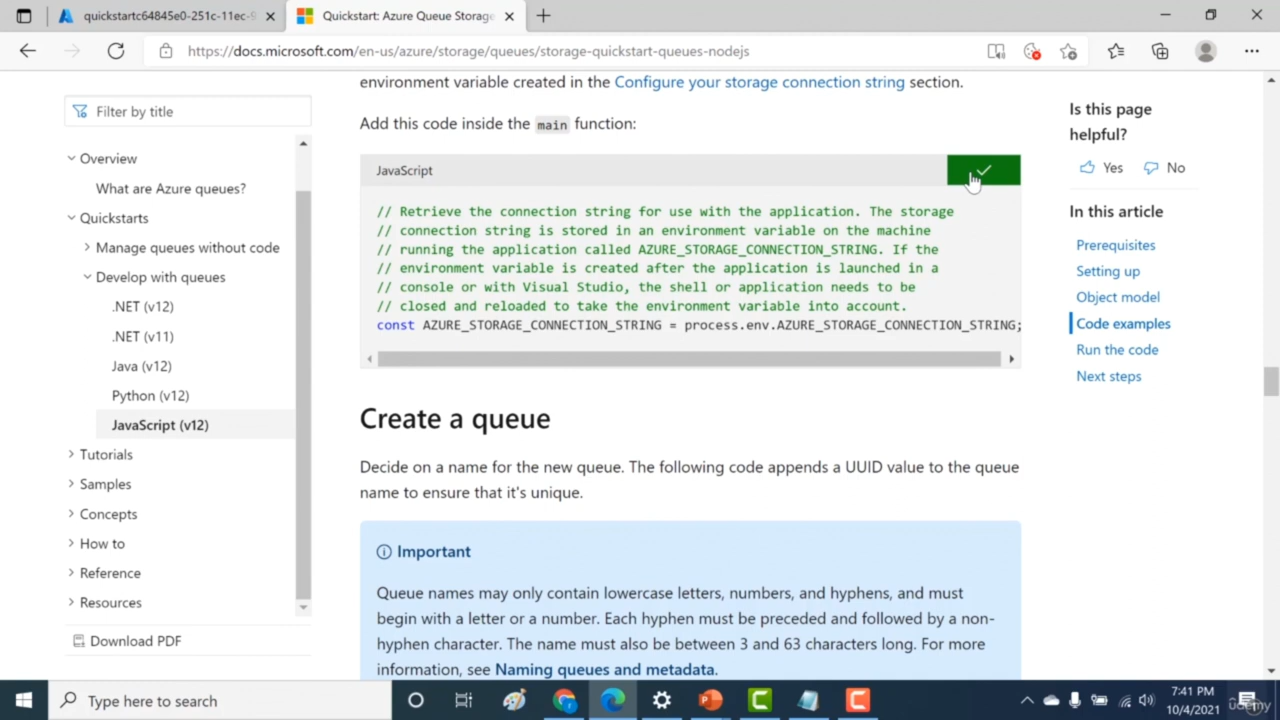 quickstartc64845e0-251c-11ec-9
Quickstart: Azure Queue Storage
https://docs.microsoft.com/en-us/azure/storage/queues/storage-quickstart-queues-nodejs
environment variable created in the Configure your storage connection string section.
Filter by title
Overview
What are Azure queues?
Quickstarts
Manage queues without code
Develop with queues
.NET (v12)
.NET (v11)
Java (v12)
Python (v12)
JavaScript (v12)
Tutorials
Samples
Concepts
How to
Reference
Resources
Download PDF
Add this code inside the main function:
JavaScript
// Retrieve the connection string for use with the application. The storage
// connection string is stored in an environment variable on the machine
// running the application called AZURE_STORAGE_CONNECTION_STRING. If the
// environment variable is created after the application is launched in a
// console or with Visual Studio, the shell or application needs to be
// closed and reloaded to take the environment variable into account.
const AZURE_STORAGE_CONNECTION_STRING = process.env.AZURE_STORAGE_CONNECTION_STRING;
Create a queue
Decide on a name for the new queue. The following code appends a UUID value to the queue
name to ensure that it's unique.
Important
Queue names may only contain lowercase letters, numbers, and hyphens, and must
begin with a letter or a number. Each hyphen must be preceded and followed by a non-
hyphen character. The name must also be between 3 and 63 characters long. For more
information, see Naming queues and metadata.
Is this page
helpful?
Yes No
In this article
Prerequisites
Setting up
Object model
Code examples
Run the code
Next steps
Type here to search
7:41 PM
10/4/2021
udemy